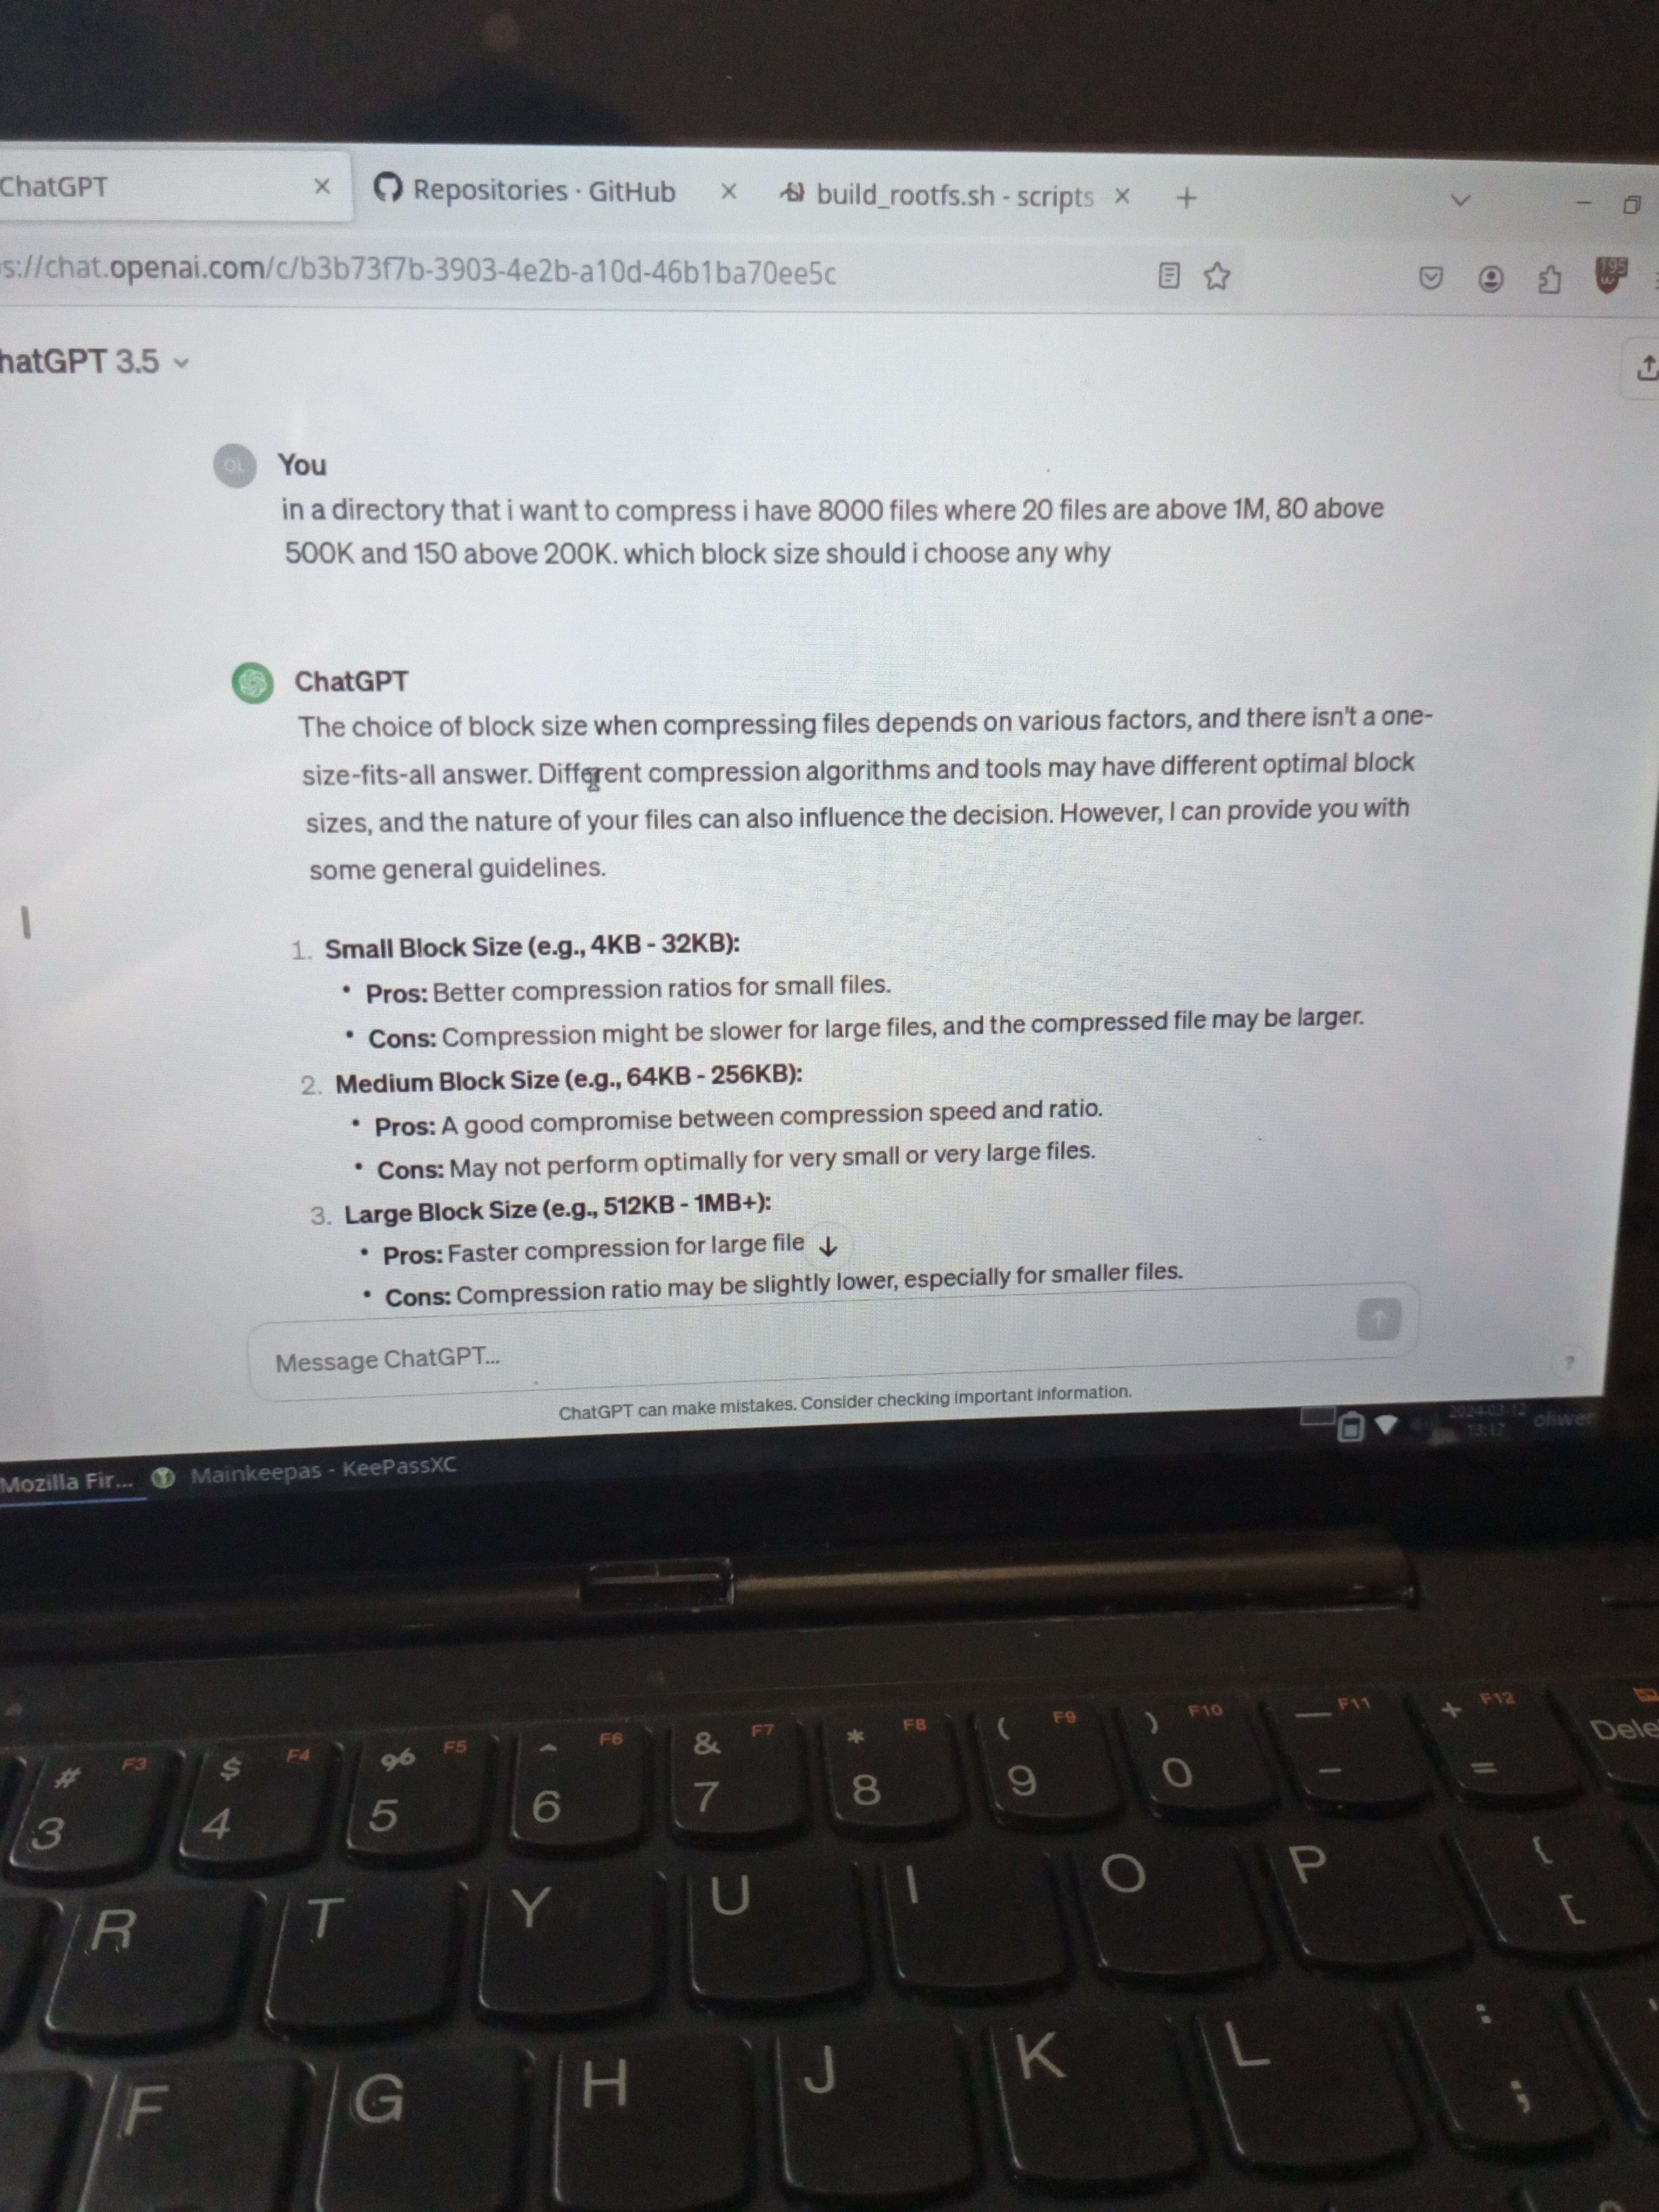 ChatGPT
Repositories · GitHub
build_rootfs.sh - scripts
s://chat.openai.com/c/b3b73f7b-3903-4e2b-a10d-46b1ba70ee5c
195
hatGPT 3.5
OL
You
in a directory that i want to compress i have 8000 files where 20 files are above 1M, 80 above
500K and 150 above 200K. which block size should i choose any why
ChatGPT
The choice of block size when compressing files depends on various factors, and there isn't a one-
size-fits-all answer. Different compression algorithms and tools may have different optimal block
sizes, and the nature of your files can also influence the decision. However, I can provide you with
some general guidelines.
1. Small Block Size (e.g., 4KB - 32KB):
• Pros: Better compression ratios for small files.
• Cons: Compression might be slower for large files, and the compressed file may be larger.
2. Medium Block Size (e.g., 64KB - 256KB):
• Pros: A good compromise between compression speed and ratio.
• Cons: May not perform optimally for very small or very large files.
3. Large Block Size (e.g., 512KB - 1MB+):
• Pros: Faster compression for large file
• Cons: Compression ratio may be slightly lower, especially for smaller files.
Message ChatGPT...
?
ChatGPT can make mistakes. Consider checking important information.
2024-03-12
13:12
oliwer
Mozilla Fir...
Mainkeepas - KeePassXC
# F3 $ F4 % F5 ^ F6 & F7 * F8 ( F9 ) F10 — F11 + F12 Dele
3 4 5 6 7 8 9 0 - =
R T Y U I O P { [
F G H J K L : ;